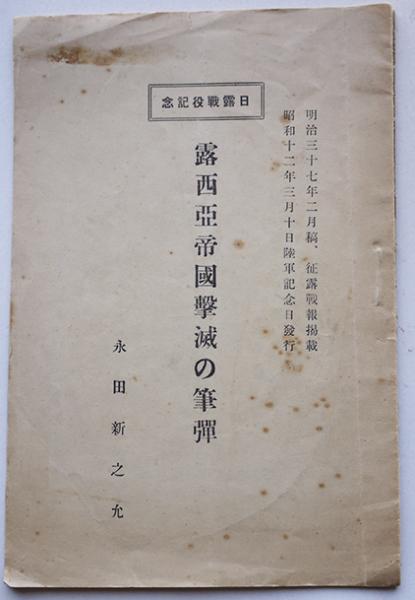 明治三十七年二月稿、征露戰報揭載
昭和十二年三月十日陸軍記念日發行
日露戰役記念
露西亞帝國擊滅の筆彈
永田新之允